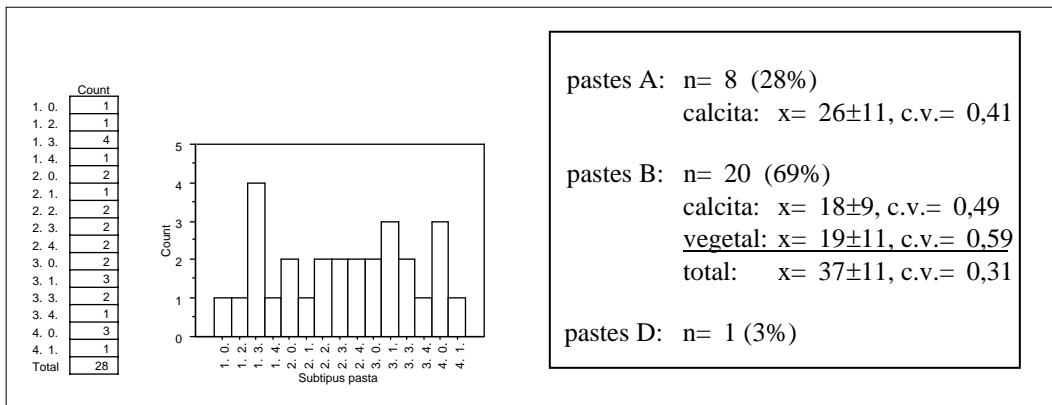 Count
1. 0. 1
1. 2. 1
1. 3. 4
1. 4. 1
2. 0. 2
2. 1. 1
2. 2. 2
2. 3. 2
2. 4. 2
3. 0. 2
3. 1. 3
3. 3. 2
3. 4. 1
4. 0. 3
4. 1. 1
Total 28
5
4
3
2
1
0
Count
1. 0.
1. 2.
1. 3.
1. 4.
2. 0.
2. 1.
2. 2.
2. 3.
2. 4.
3. 0.
3. 1.
3. 3.
3. 4.
4. 0.
4. 1.
Subtipus pasta
pastes A: n= 8 (28%)
calcita: x= 26±11, c.v.= 0,41
pastes B: n= 20 (69%)
calcita: x= 18±9, c.v.= 0,49
vegetal: x= 19±11, c.v.= 0,59
total: x= 37±11, c.v.= 0,31
pastes D: n= 1 (3%)